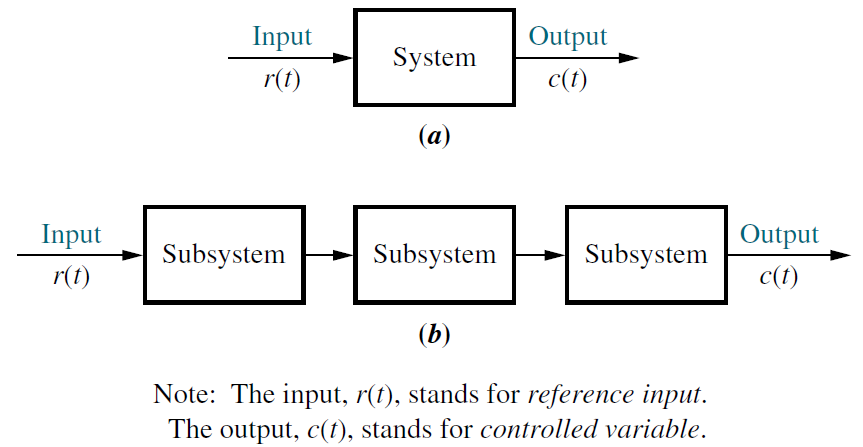 Input
System
Output
r(t)
c(t)
(a)
Input
Subsystem
Subsystem
Subsystem
Output
r(t)
c(t)
(b)
Note: The input, r(t), stands for reference input.
The output, c(t), stands for controlled variable.